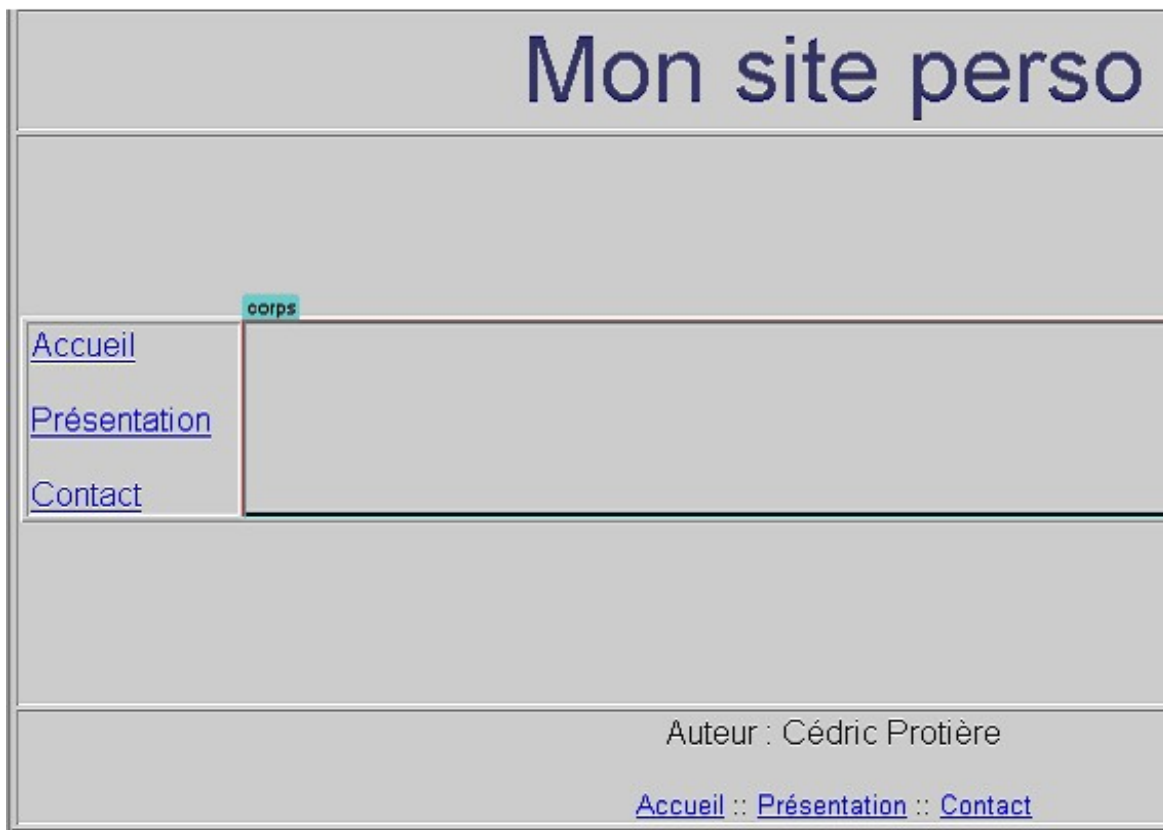 Mon site perso
corps
Accueil
Présentation
Contact
Auteur : Cédric Protière
Accueil :: Présentation :: Contact